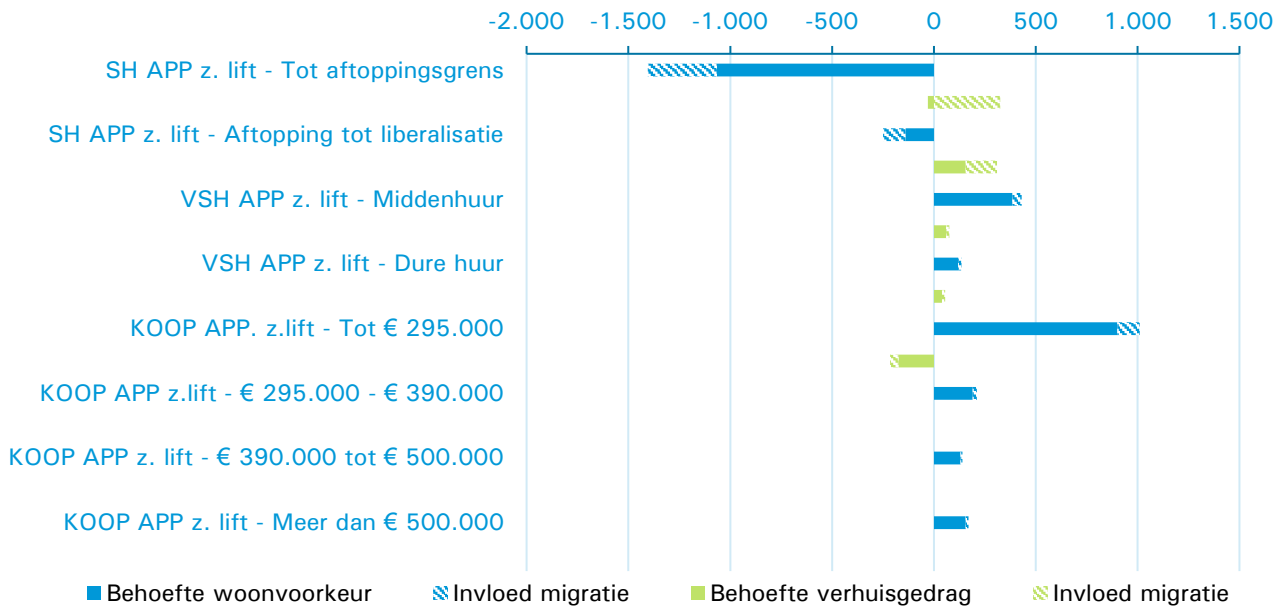 -2.000 -1.500 -1.000 -500 0 500 1.000 1.500
SH APP z. lift - Tot aftoppingsgrens
SH APP z. lift - Aftopping tot liberalisatie
VSH APP z. lift - Middenhuur
VSH APP z. lift - Dure huur
KOOP APP. z.lift - Tot € 295.000
KOOP APP z.lift - € 295.000 - € 390.000
KOOP APP z. lift - € 390.000 tot € 500.000
KOOP APP z. lift - Meer dan € 500.000
Behoefte woonvoorkeur Invloed migratie Behoefte verhuisgedrag Invloed migratie